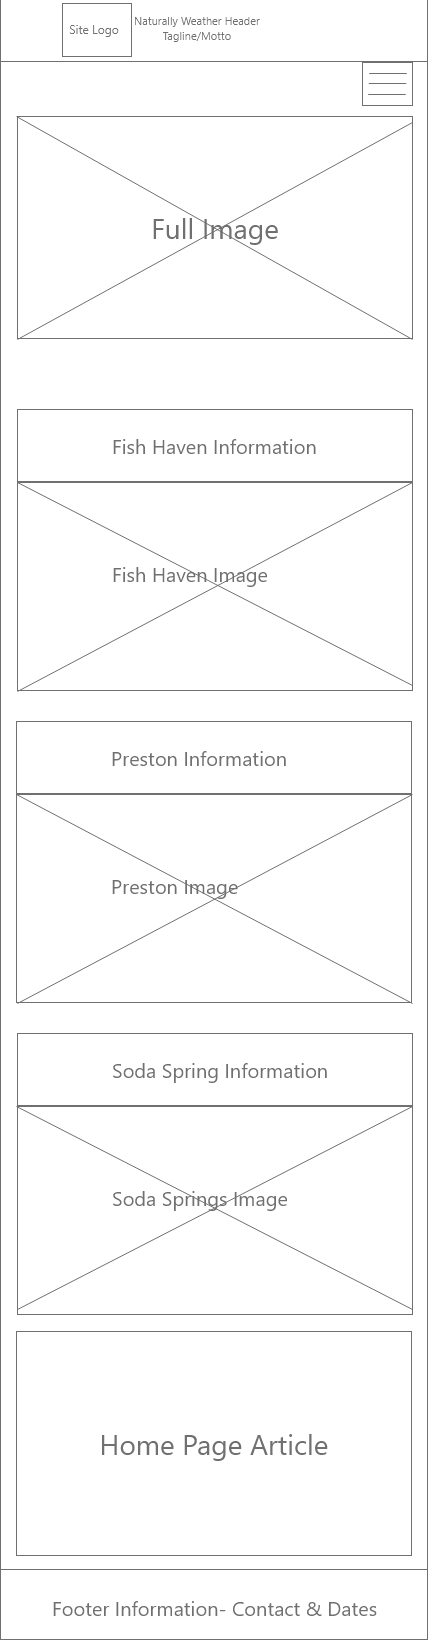 Site Logo
Naturally Weather Header
Tagline/Motto
Full Image
Fish Haven Information
Fish Haven Image
Preston Information
Preston Image
Soda Spring Information
Soda Springs Image
Home Page Article
Footer Information- Contact & Dates